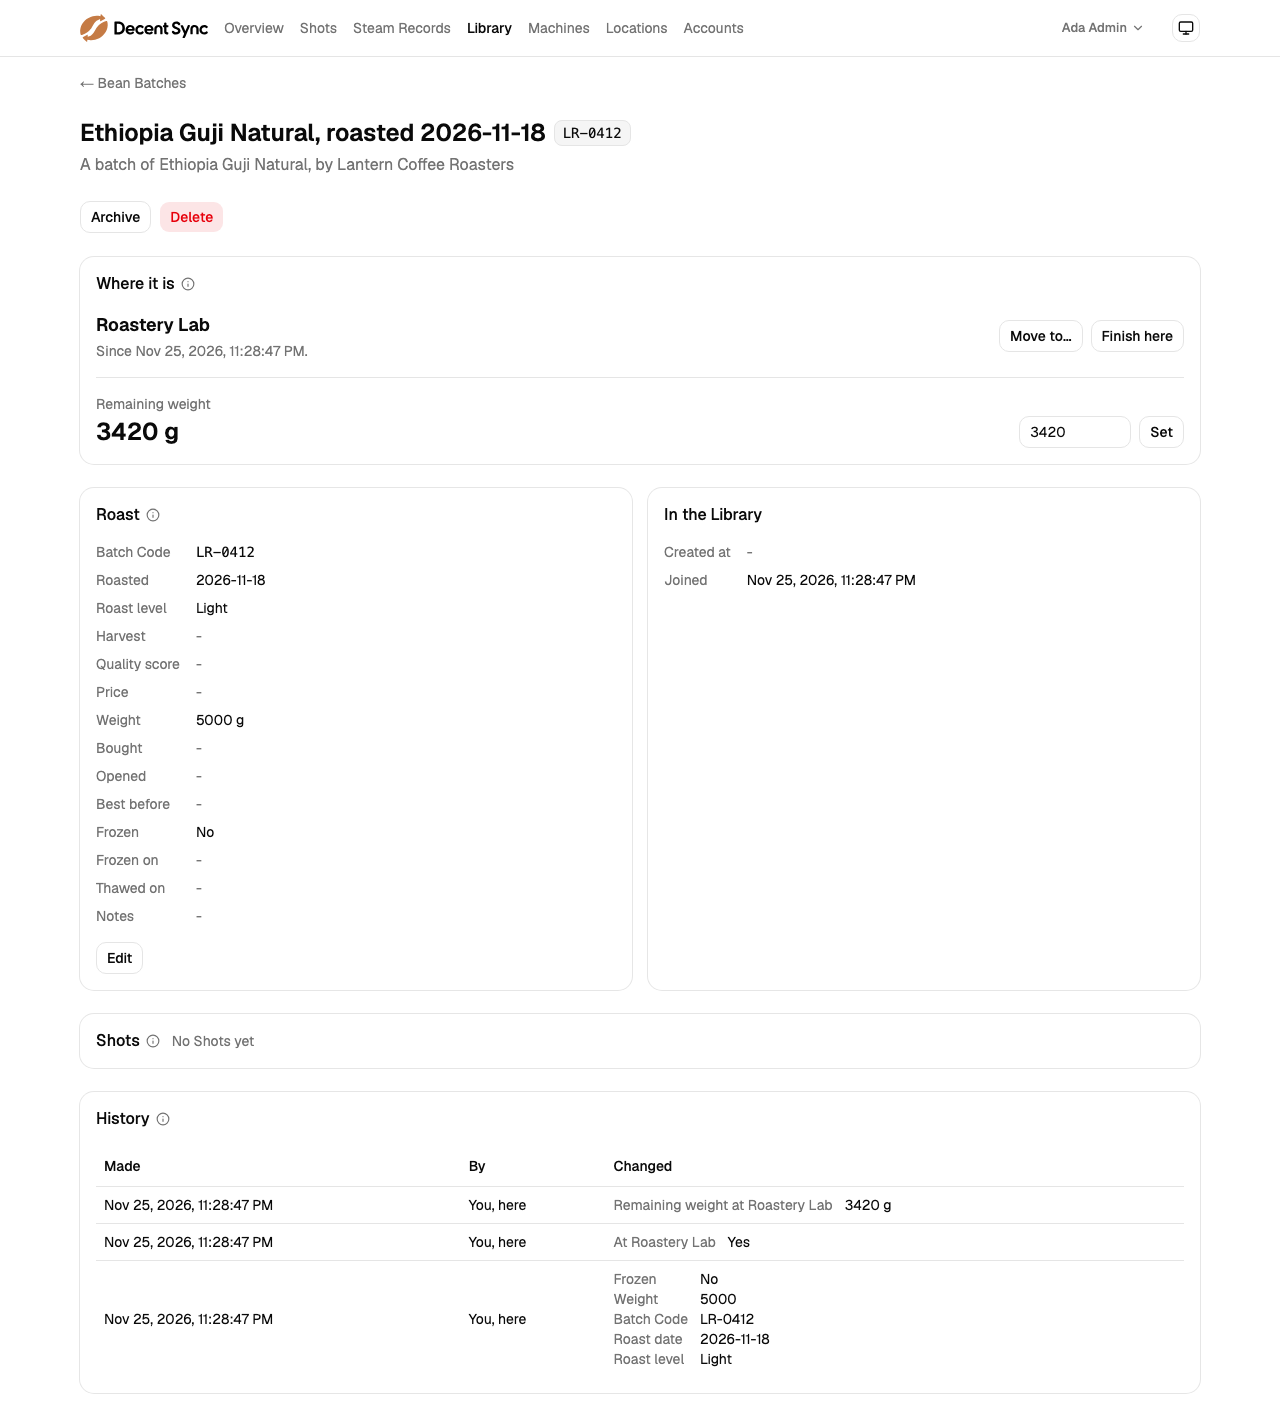 Decent Sync Overview Shots Steam Records Library Machines Locations Accounts Ada Admin
← Bean Batches
Ethiopia Guji Natural, roasted 2026-11-18 LR-0412
A batch of Ethiopia Guji Natural, by Lantern Coffee Roasters
Archive Delete
Where it is
Roastery Lab
Since Nov 25, 2026, 11:28:47 PM.
Move to... Finish here
Remaining weight
3420 g
3420 Set
Roast
Batch Code LR-0412
Roasted 2026-11-18
Roast level Light
Harvest -
Quality score -
Price -
Weight 5000 g
Bought -
Opened -
Best before -
Frozen No
Frozen on -
Thawed on -
Notes -
Edit
In the Library
Created at -
Joined Nov 25, 2026, 11:28:47 PM
Shots No Shots yet
History
Made By Changed
Nov 25, 2026, 11:28:47 PM You, here Remaining weight at Roastery Lab 3420 g
Nov 25, 2026, 11:28:47 PM You, here At Roastery Lab Yes
Nov 25, 2026, 11:28:47 PM You, here
Frozen No
Weight 5000
Batch Code LR-0412
Roast date 2026-11-18
Roast level Light